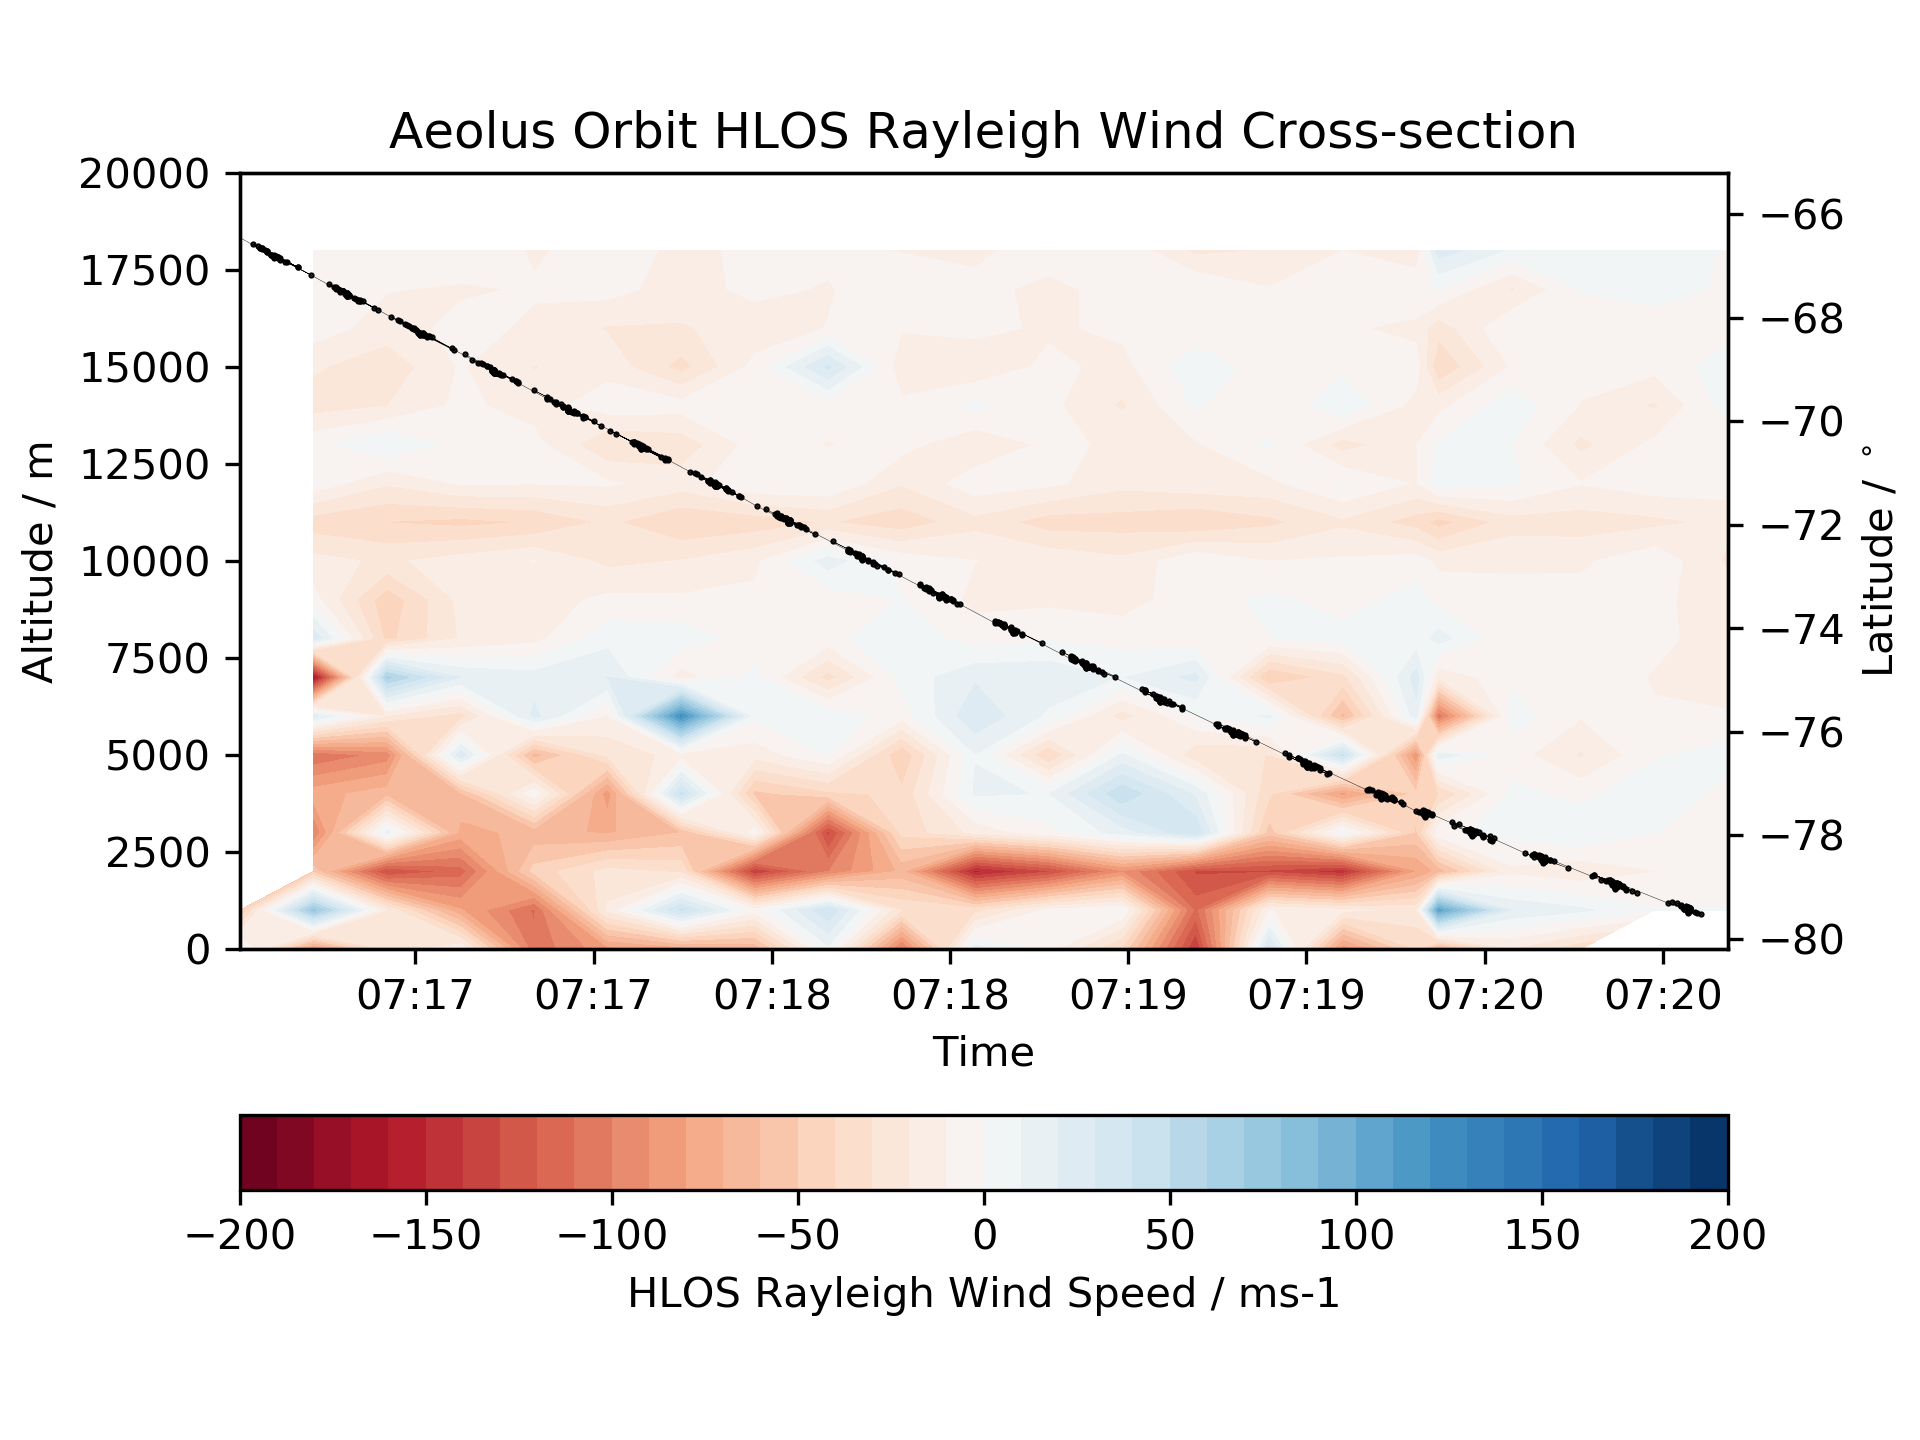 Aeolus Orbit HLOS Rayleigh Wind Cross-section
20000
17500
15000
12500
10000
7500
5000
2500
0
Altitude / m
−66
−68
−70
−72
−74
−76
−78
−80
Latitude / °
07:17 07:17 07:18 07:18 07:19 07:19 07:20 07:20
Time
−200 −150 −100 −50 0 50 100 150 200
HLOS Rayleigh Wind Speed / ms-1